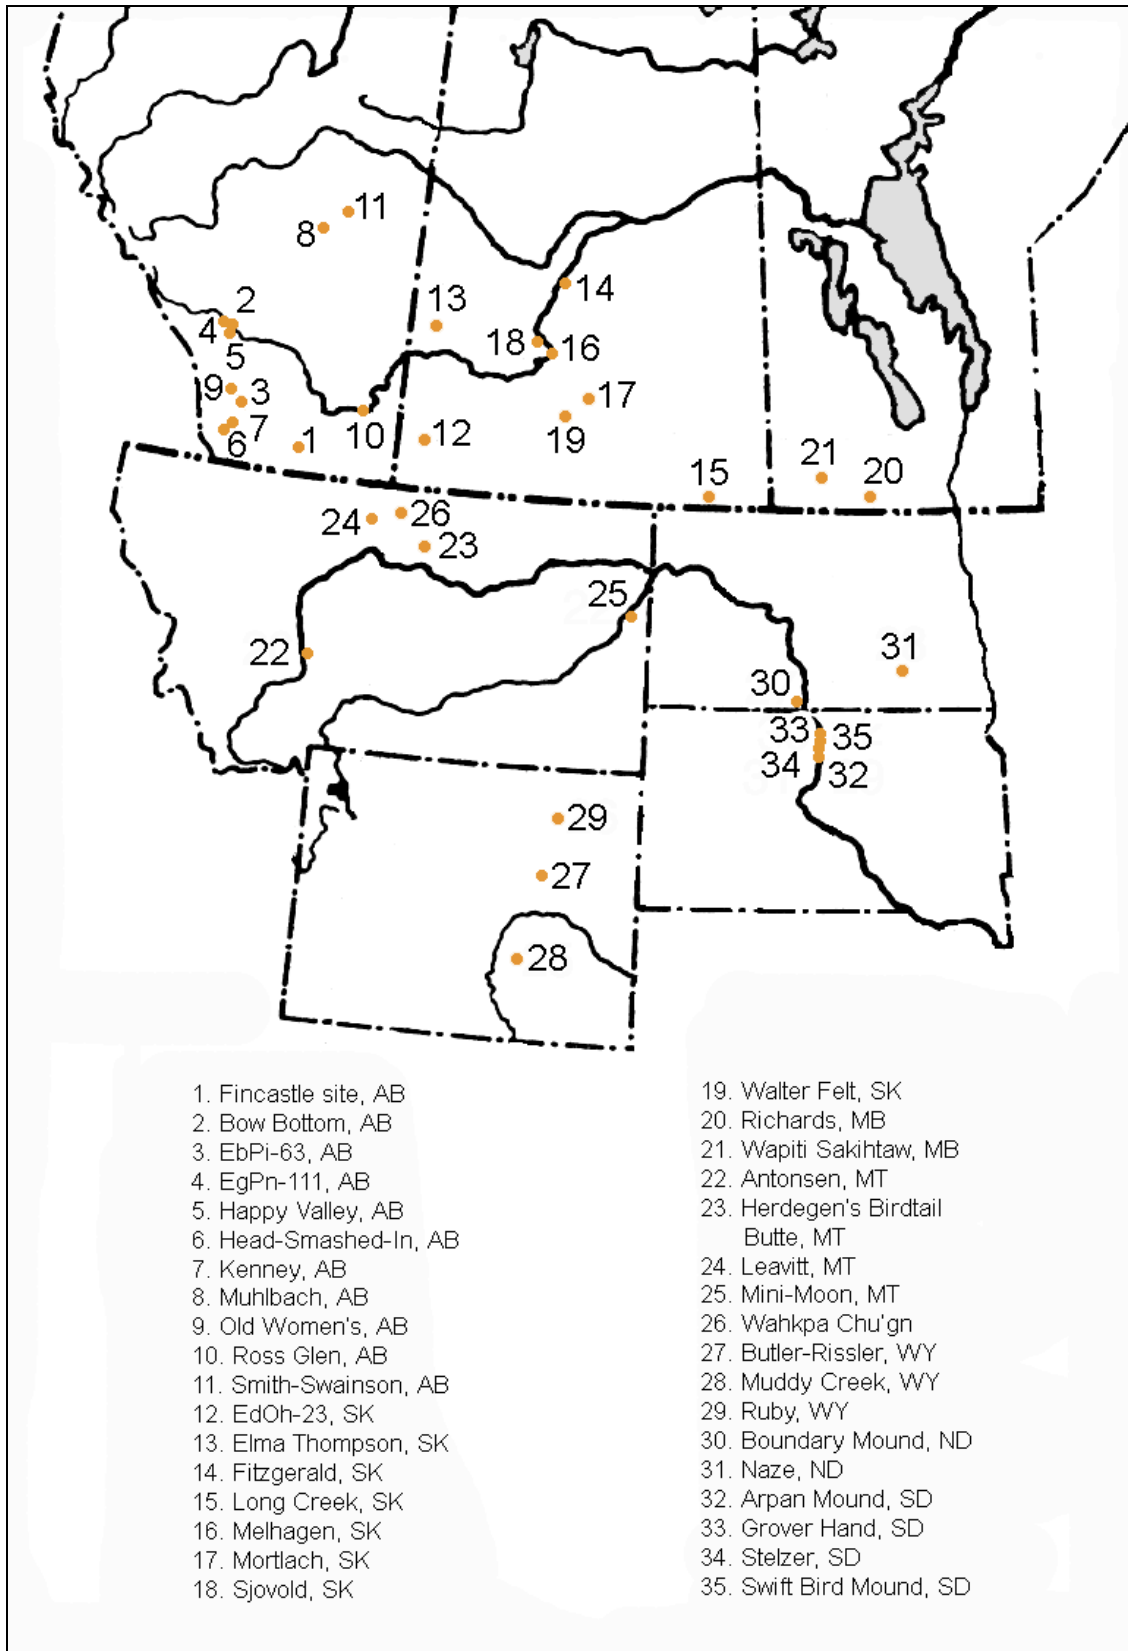 11
8
2
13
14
4
18
16
5
9
3
17
7
10
19
6
1
12
21
15
20
26
24
23
25
22
31
30
33
35
34
32
29
27
28
1. Fincastle site, AB
2. Bow Bottom, AB
3. EbPi-63, AB
4. EgPn-111, AB
5. Happy Valley, AB
6. Head-Smashed-In, AB
7. Kenney, AB
8. Muhlbach, AB
9. Old Women's, AB
10. Ross Glen, AB
11. Smith-Swainson, AB
12. EdOh-23, SK
13. Elma Thompson, SK
14. Fitzgerald, SK
15. Long Creek, SK
16. Melhagen, SK
17. Mortlach, SK
18. Sjovold, SK
19. Walter Felt, SK
20. Richards, MB
21. Wapiti Sakihtaw, MB
22. Antonsen, MT
23. Herdegen's Birdtail
Butte, MT
24. Leavitt, MT
25. Mini-Moon, MT
26. Wahkpa Chu'gn
27. Butler-Rissler, WY
28. Muddy Creek, WY
29. Ruby, WY
30. Boundary Mound, ND
31. Naze, ND
32. Arpan Mound, SD
33. Grover Hand, SD
34. Stelzer, SD
35. Swift Bird Mound, SD